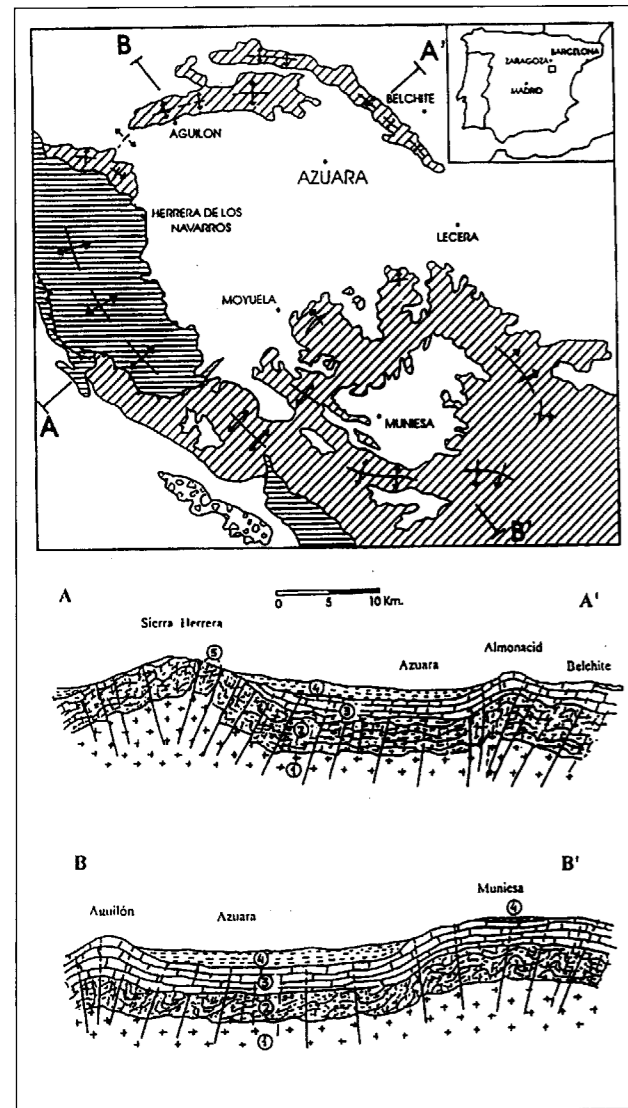 B
A'
BARCELONA
ZARAGOZA
MADRID
BELCHITE
AGUILON
AZUARA
HERRERA DE LOS
NAVARROS
LECERA
MOYUELA
MUNIESA
A
B'
A
0 5 10 Km.
A'
Sierra Herrera
Azuara
Almonacid
Belchite
5
4
3
2
1
B
B'
Aguilón
Azuara
Muniesa
4
4
3
2
1